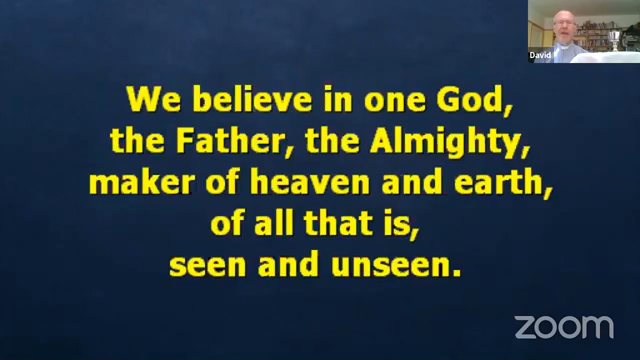 David
We believe in one God,
the Father, the Almighty,
maker of heaven and earth,
of all that is,
seen and unseen.
zoom